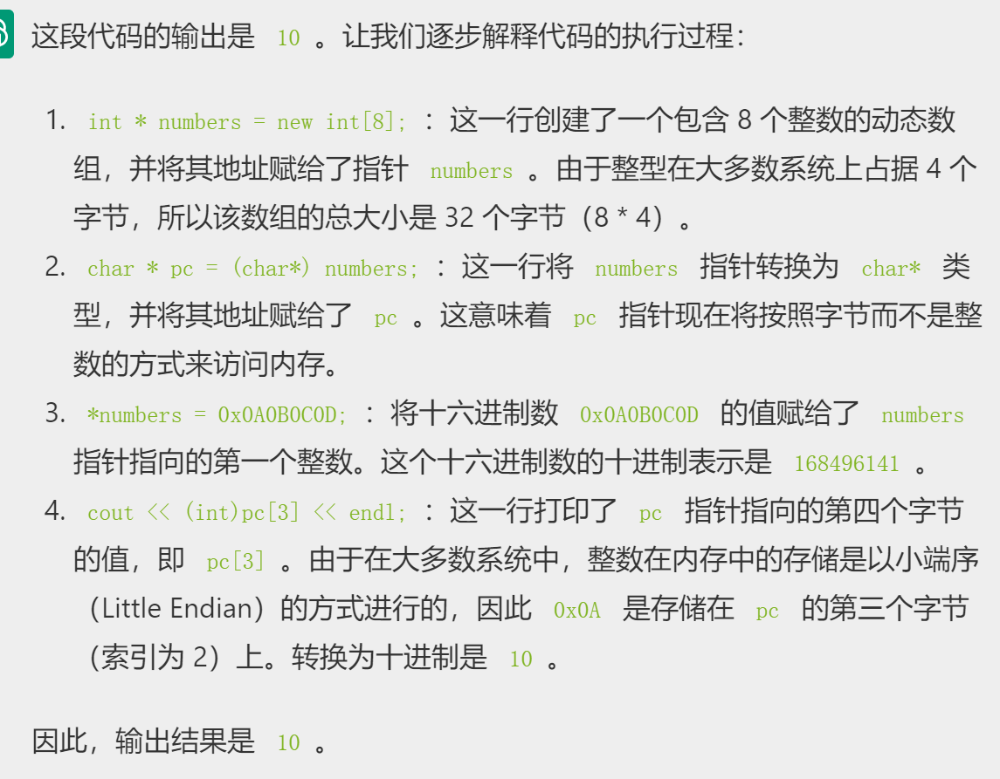 这段代码的输出是 10 。让我们逐步解释代码的执行过程：
1. int * numbers = new int[8]; ：这一行创建了一个包含 8 个整数的动态数
组，并将其地址赋给了指针 numbers 。由于整型在大多数系统上占据 4 个
字节，所以该数组的总大小是 32 个字节（8 * 4）。
2. char * pc = (char*) numbers; ：这一行将 numbers 指针转换为 char* 类
型，并将其地址赋给了 pc 。这意味着 pc 指针现在将按照字节而不是整
数的方式来访问内存。
3. *numbers = 0x0A0B0C0D; ：将十六进制数 0x0A0B0C0D 的值赋给了 numbers
指针指向的第一个整数。这个十六进制数的十进制表示是 168496141 。
4. cout << (int)pc[3] << endl; ：这一行打印了 pc 指针指向的第四个字节
的值，即 pc[3] 。由于在大多数系统中，整数在内存中的存储是以小端序
（Little Endian）的方式进行的，因此 0x0A 是存储在 pc 的第三个字节
（索引为 2）上。转换为十进制是 10 。
因此，输出结果是 10 。